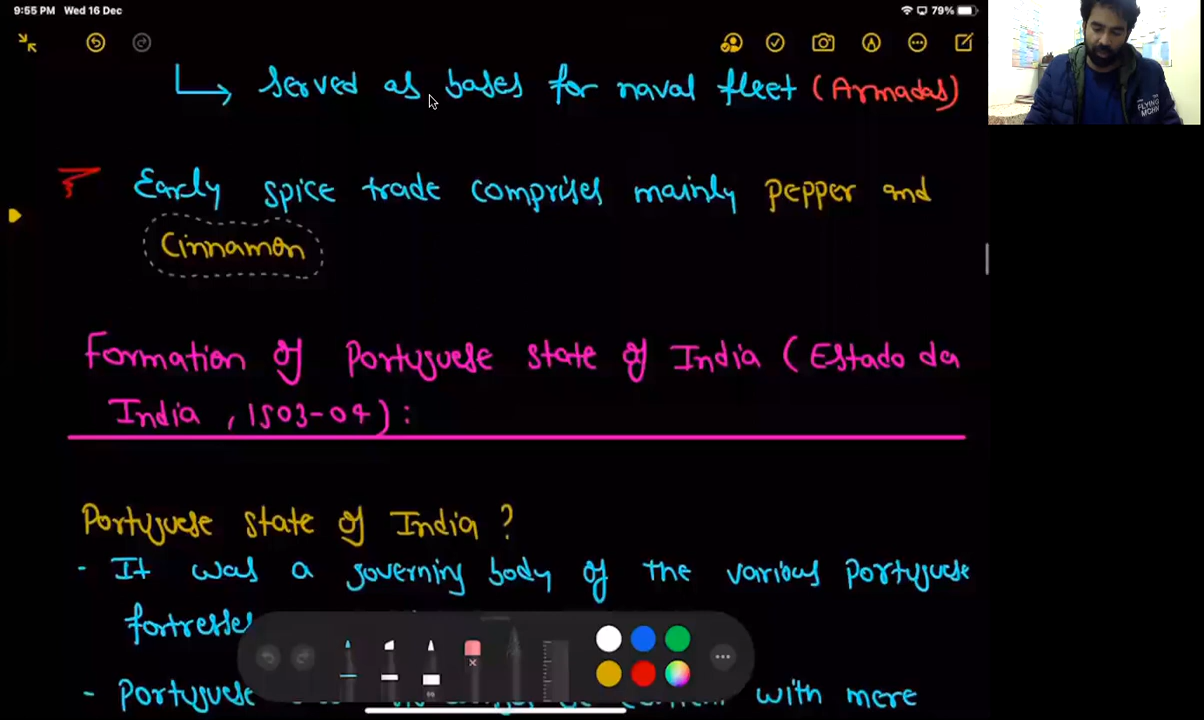 9:55 PM Wed 16 Dec
79%
served as bases for naval fleet (Armadas)
Early spice trade comprises mainly pepper and
Cinnamon
Formation of Portuguese state of India (Estado da
India, 1503-04):
Portuguese state of India ?
- It was a governing body of the various Portuguese
fortresses
- Portuguese with mere
THE
FLYING